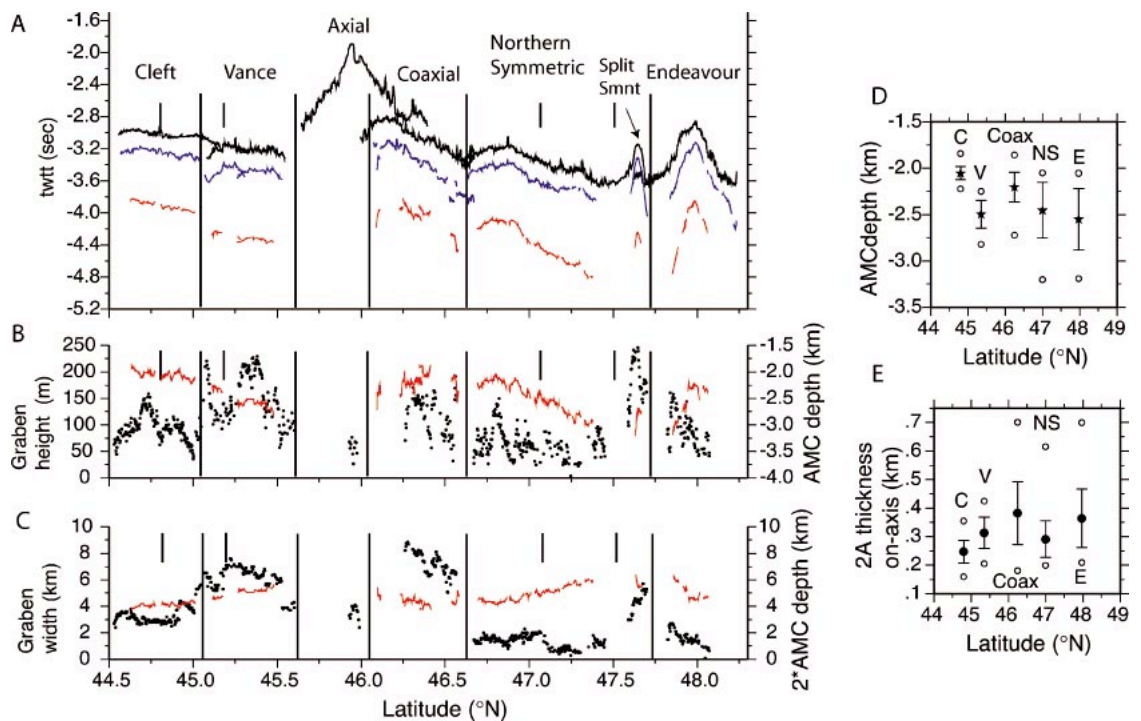 A
-1.6
-2.0
-2.4
-2.8
-3.2
-3.6
-4.0
-4.4
-4.8
-5.2
twtt (sec)
Cleft
Vance
Axial
Coaxial
Northern
Symmetric
Split
Smnt
Endeavour
B
250
200
150
100
50
0
Graben
height (m)
-1.5
-2.0
-2.5
-3.0
-3.5
-4.0
AMC depth (km)
C
10
8
6
4
2
0
Graben
width (km)
10
8
6
4
2
0
2* AMC depth (km)
44.5 45.0 45.5 46.0 46.5 47.0 47.5 48.0
Latitude (°N)
D
-1.5
-2.0
-2.5
-3.0
-3.5
AMCdepth (km)
C
V
Coax
NS
E
44 45 46 47 48 49
Latitude (°N)
E
.7
.6
.5
.4
.3
.2
.1
2A thickness
on-axis (km)
C
V
Coax
NS
E
44 45 46 47 48 49
Latitude (°N)